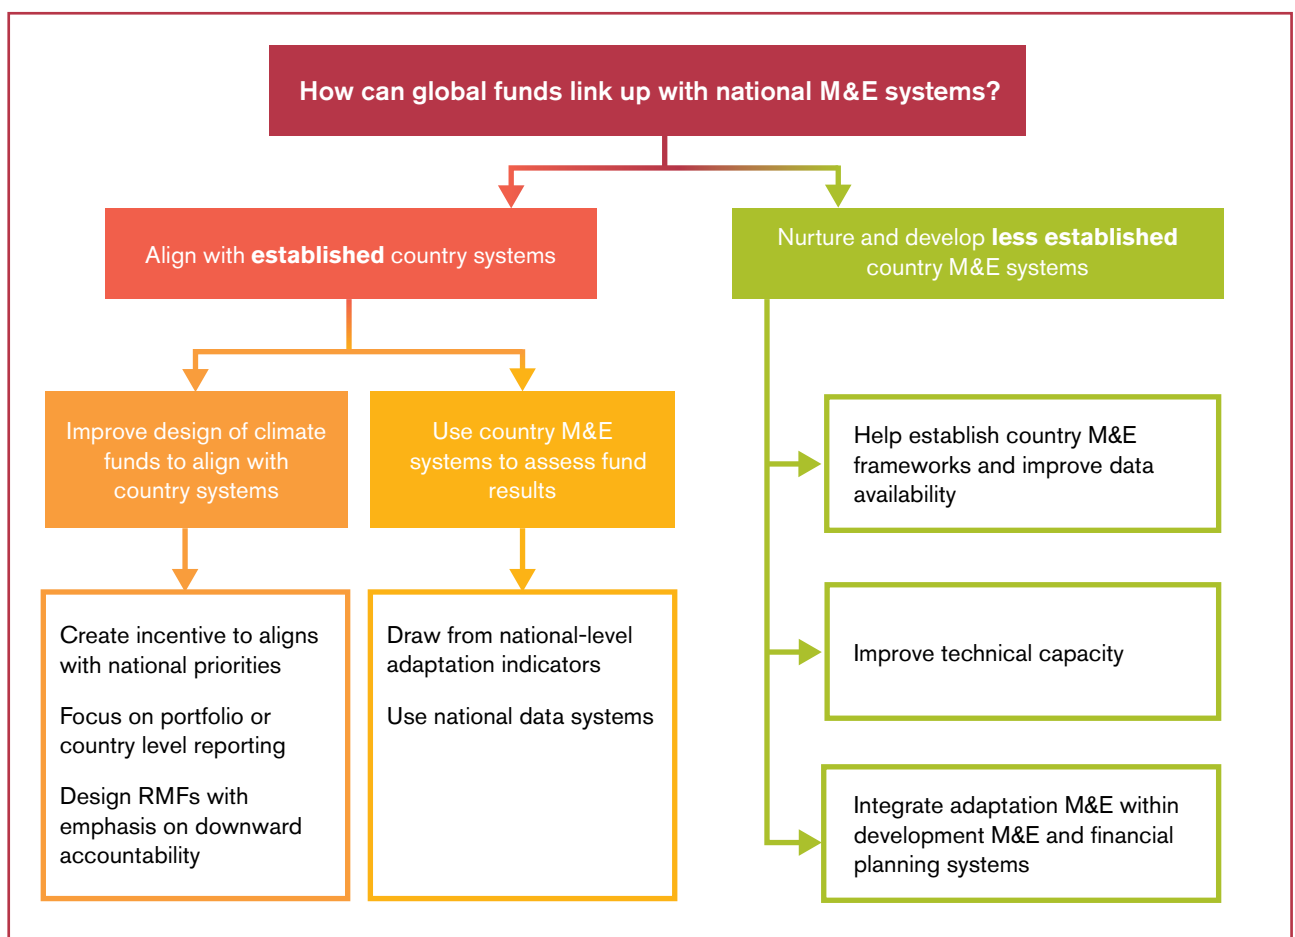 How can global funds link up with national M&E systems?
Align with established country systems
Nurture and develop less established
country M&E systems
Improve design of climate
funds to align with
country systems
Use country M&E
systems to assess fund
results
Create incentive to aligns
with national priorities
Focus on portfolio or
country level reporting
Design RMFs with
emphasis on downward
accountability
Draw from national-level
adaptation indicators
Use national data systems
Help establish country M&E
frameworks and improve data
availability
Improve technical capacity
Integrate adaptation M&E within
development M&E and financial
planning systems